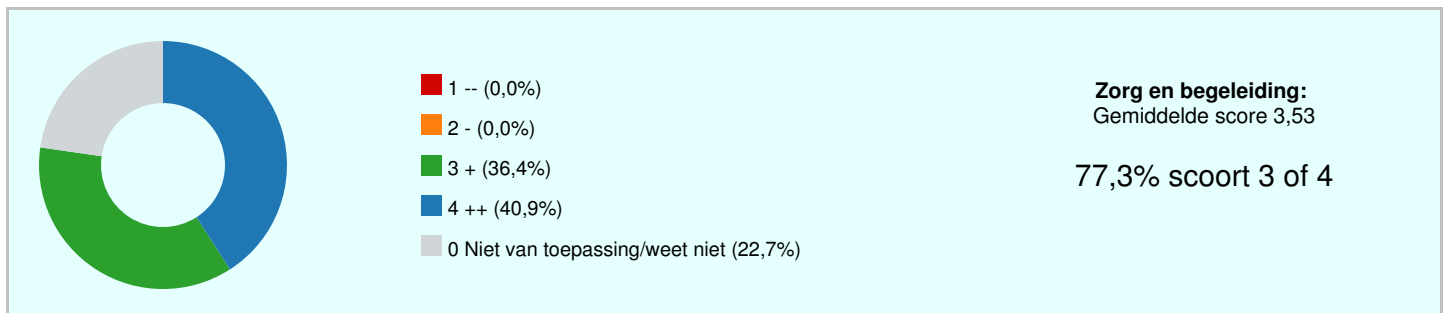 1 -- (0,0%)
2 - (0,0%)
3 + (36,4%)
4 ++ (40,9%)
0 Niet van toepassing/weet niet (22,7%)
Zorg en begeleiding:
Gemiddelde score 3,53
77,3% scoort 3 of 4